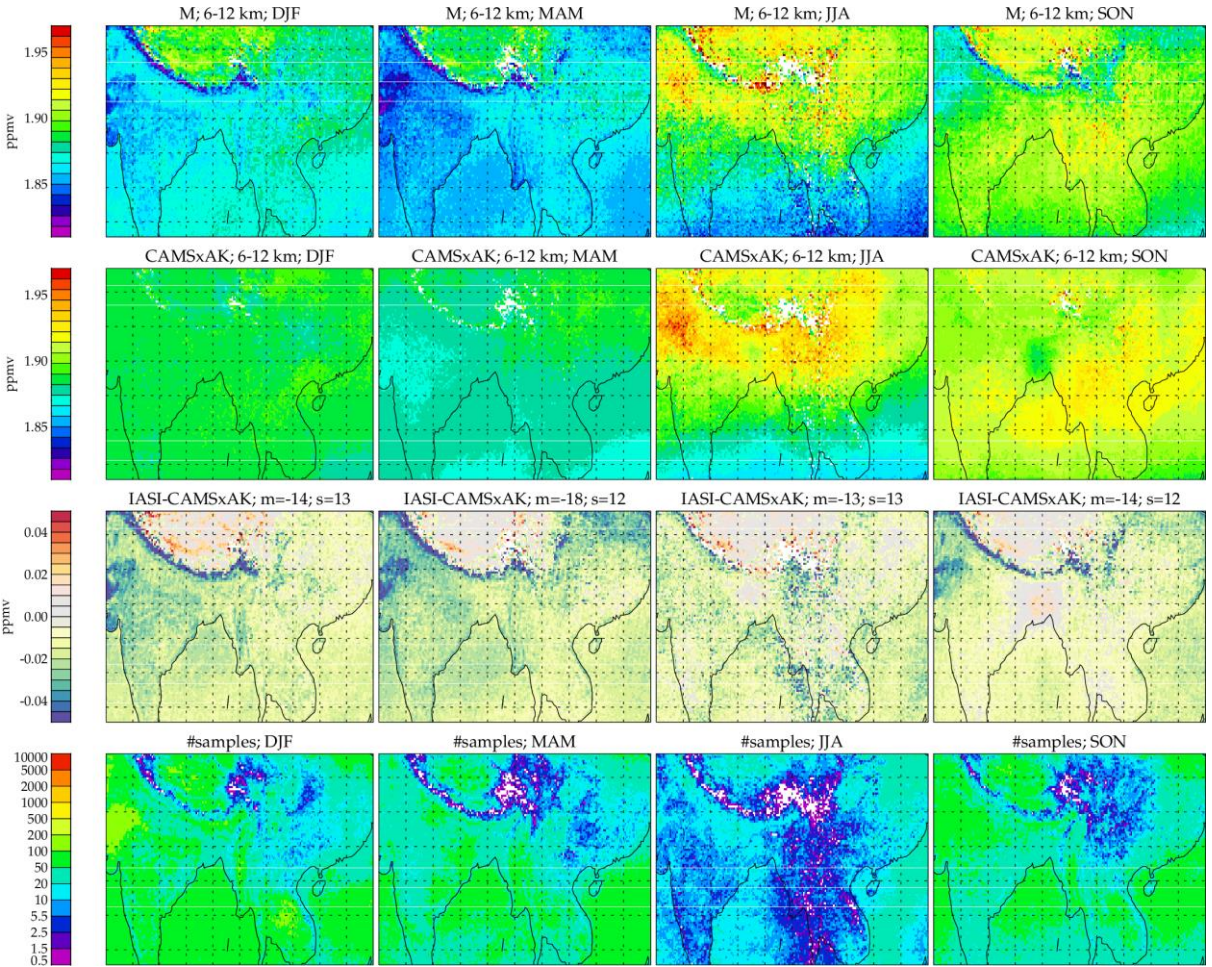 M; 6-12 km; DJF
M; 6-12 km; MAM
M; 6-12 km; JJA
M; 6-12 km; SON
1.95
1.90
1.85
ppmv
CAMSxAK; 6-12 km; DJF
CAMSxAK; 6-12 km; MAM
CAMSxAK; 6-12 km; JJA
CAMSxAK; 6-12 km; SON
1.95
1.90
1.85
ppmv
IASI-CAMSxAK; m=-14; s=13
IASI-CAMSxAK; m=-18; s=12
IASI-CAMSxAK; m=-13; s=13
IASI-CAMSxAK; m=-14; s=12
0.04
0.02
0.00
-0.02
-0.04
ppmv
#samples; DJF
#samples; MAM
#samples; JJA
#samples; SON
10000
5000
2000
1000
500
200
100
50
20
10
5.5
2.5
1.5
0.5